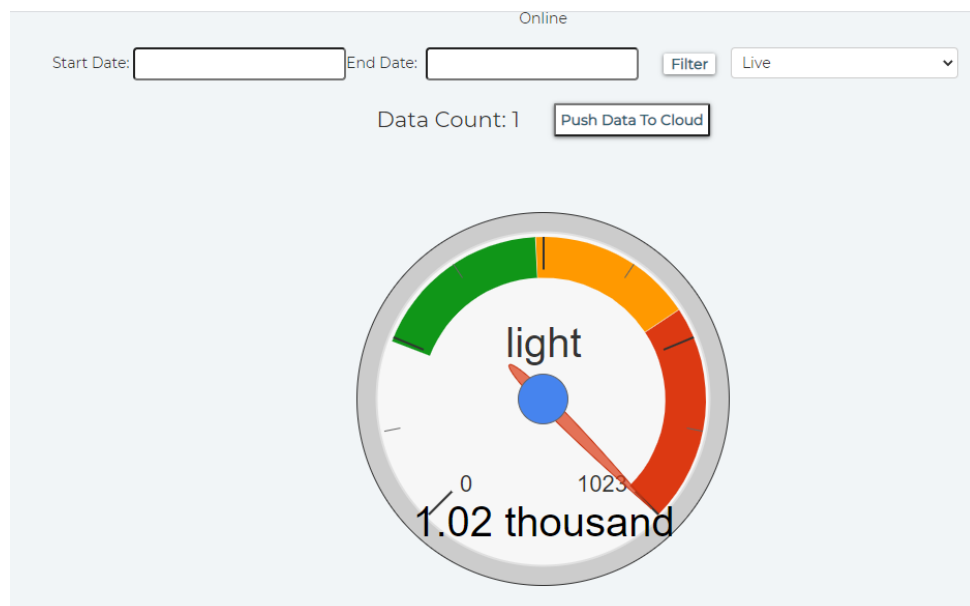 Online
Start Date: End Date: Filter Live
Data Count: 1 Push Data To Cloud
light
0 1023
1.02 thousand